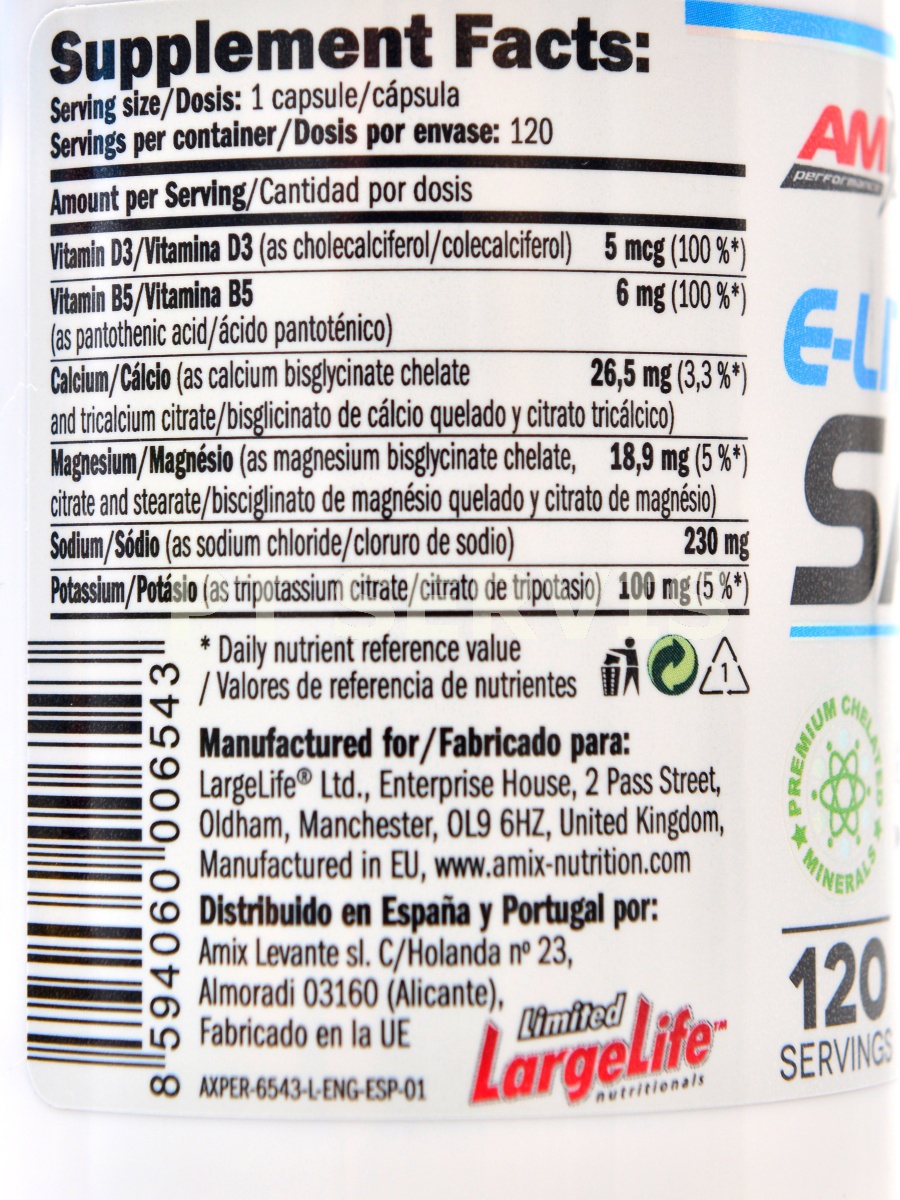 Supplement Facts:
Serving size/Dosis: 1 capsule/cápsula
Servings per container/Dosis por envase: 120
Amount per Serving/Cantidad por dosis
Vitamin D3/Vitamina D3 (as cholecalciferol/colecalciferol) 5 mcg (100 %*)
Vitamin B5/Vitamina B5 6 mg (100 %*)
(as pantothenic acid/ácido pantoténico)
Calcium/Cálcio (as calcium bisglycinate chelate 26,5 mg (3,3 %*)
and tricalcium citrate/bisglicinato de cálcio quelado y citrato tricálcico)
Magnesium/Magnésio (as magnesium bisglycinate chelate, 18,9 mg (5 %*)
citrate and stearate/bisciglinato de magnésio quelado y citrato de magnésio)
Sodium/Sódio (as sodium chloride/cloruro de sodio) 230 mg
Potassium/Potásio (as tripotassium citrate/citrato de tripotasio) 100 mg (5 %*)
* Daily nutrient reference value
/ Valores de referencia de nutrientes
1
Manufactured for/Fabricado para:
LargeLife® Ltd., Enterprise House, 2 Pass Street,
Oldham, Manchester, OL9 6HZ, United Kingdom,
Manufactured in EU, www.amix-nutrition.com
Distribuido en España y Portugal por:
Amix Levante sl. C/Holanda nº 23,
Almoradi 03160 (Alicante),
Fabricado en la UE
AXPER-6543-L-ENG-ESP-01
8 594060 006543
Limited
LargeLife™
nutritionals
AM
performance
E-LI
S
PREMIUM CHELATED
MINERALS
120
SERVINGS